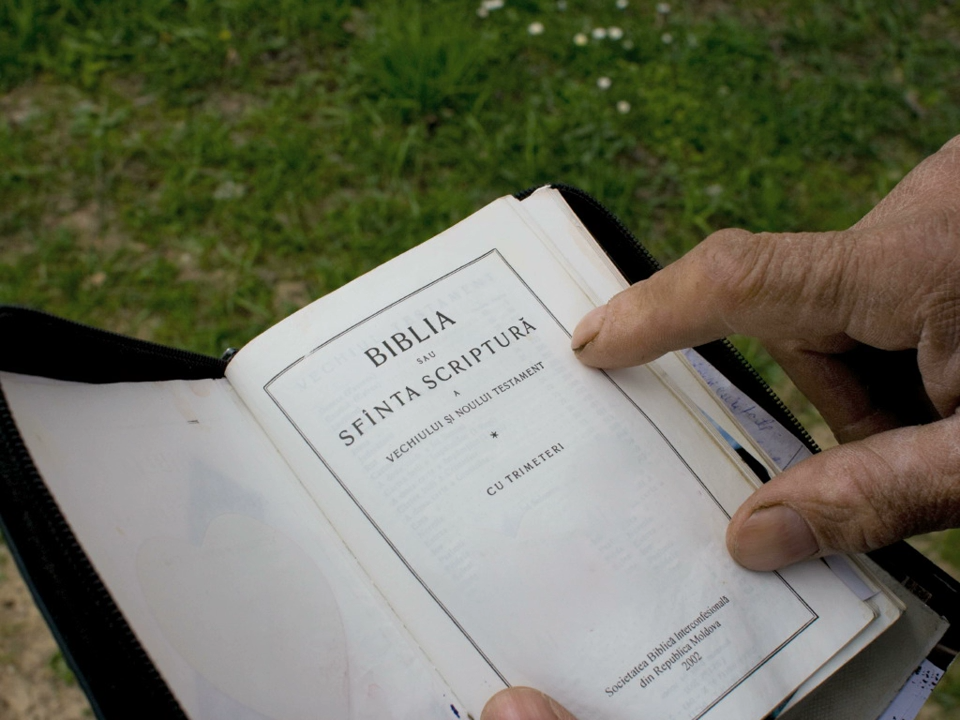 BIBLIA
SAU
SFÎNTA SCRIPTURĂ
A
VECHIULUI ŞI NOULUI TESTAMENT
*
CU TRIMETERI
Societatea Biblică Interconfesională
din Republica Moldova
2002